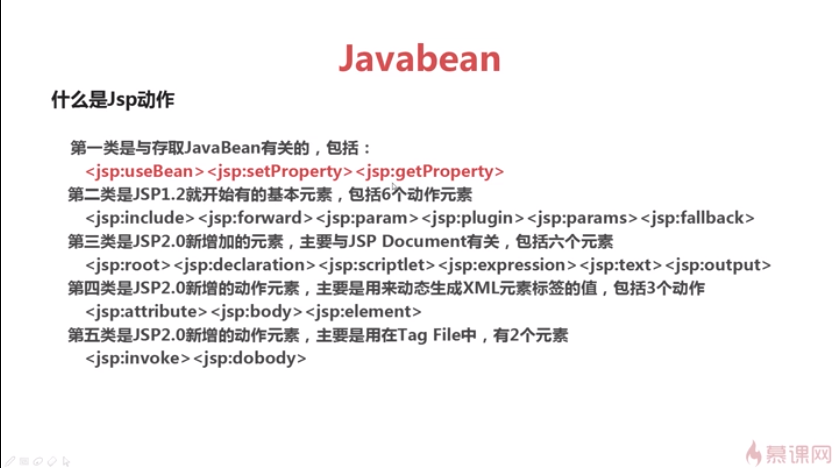 Javabean
什么是Jsp动作
第一类是与存取JavaBean有关的，包括：
<jsp:useBean><jsp:setProperty><jsp:getProperty>
第二类是JSP1.2就开始有的基本元素，包括6个动作元素
<jsp:include><jsp:forward><jsp:param><jsp:plugin><jsp:params><jsp:fallback>
第三类是JSP2.0新增加的元素，主要与JSP Document有关，包括六个元素
<jsp:root><jsp:declaration><jsp:scriptlet><jsp:expression><jsp:text><jsp:output>
第四类是JSP2.0新增的动作元素，主要是用来动态生成XML元素标签的值，包括3个动作
<jsp:attribute><jsp:body><jsp:element>
第五类是JSP2.0新增的动作元素，主要是用在Tag File中，有2个元素
<jsp:invoke><jsp:dobody>
慕课网